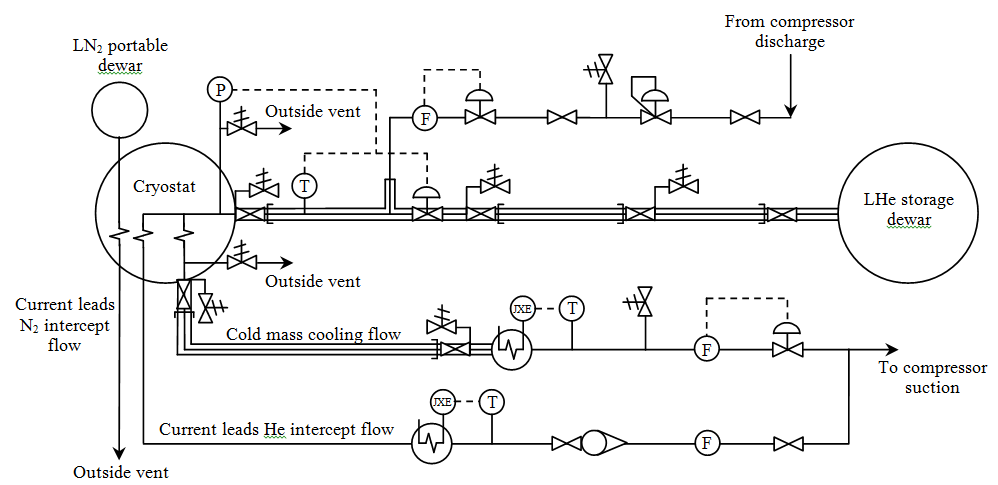 From compressor
discharge
LN₂ portable
dewar
P
Outside vent
F
Cryostat
T
LHe storage
dewar
Outside vent
Current leads
N₂ intercept
flow
Cold mass cooling flow
JXE
T
F
To compressor
suction
JXE
T
Current leads He intercept flow
F
Outside vent